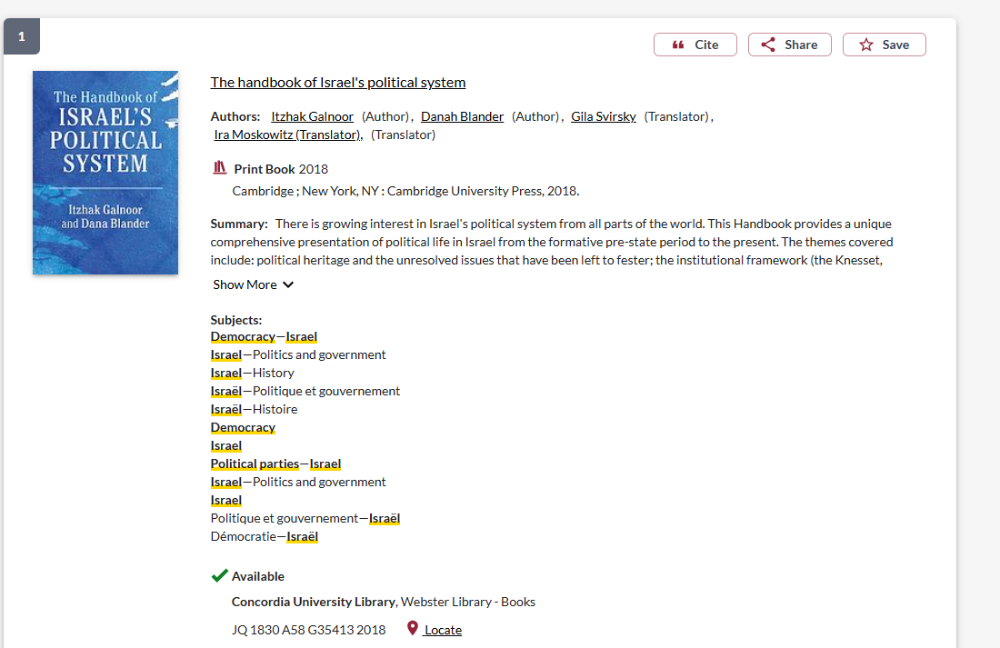 1
Cite
Share
Save
The Handbook of
ISRAEL'S
POLITICAL
SYSTEM
Itzhak Galnoor
and Dana Blander
The handbook of Israel's political system
Authors: Itzhak Galnoor (Author), Danah Blander (Author), Gila Svirsky (Translator),
Ira Moskowitz (Translator), (Translator)
Print Book 2018
Cambridge ; New York, NY : Cambridge University Press, 2018.
Summary: There is growing interest in Israel's political system from all parts of the world. This Handbook provides a unique
comprehensive presentation of political life in Israel from the formative pre-state period to the present. The themes covered
include: political heritage and the unresolved issues that have been left to fester; the institutional framework (the Knesset,
Show More
Subjects:
Democracy—Israel
Israel—Politics and government
Israel—History
Israël—Politique et gouvernement
Israël—Histoire
Democracy
Israel
Political parties—Israel
Israel—Politics and government
Israel
Politique et gouvernement—Israël
Démocratie—Israël
Available
Concordia University Library, Webster Library - Books
JQ 1830 A58 G35413 2018 Locate